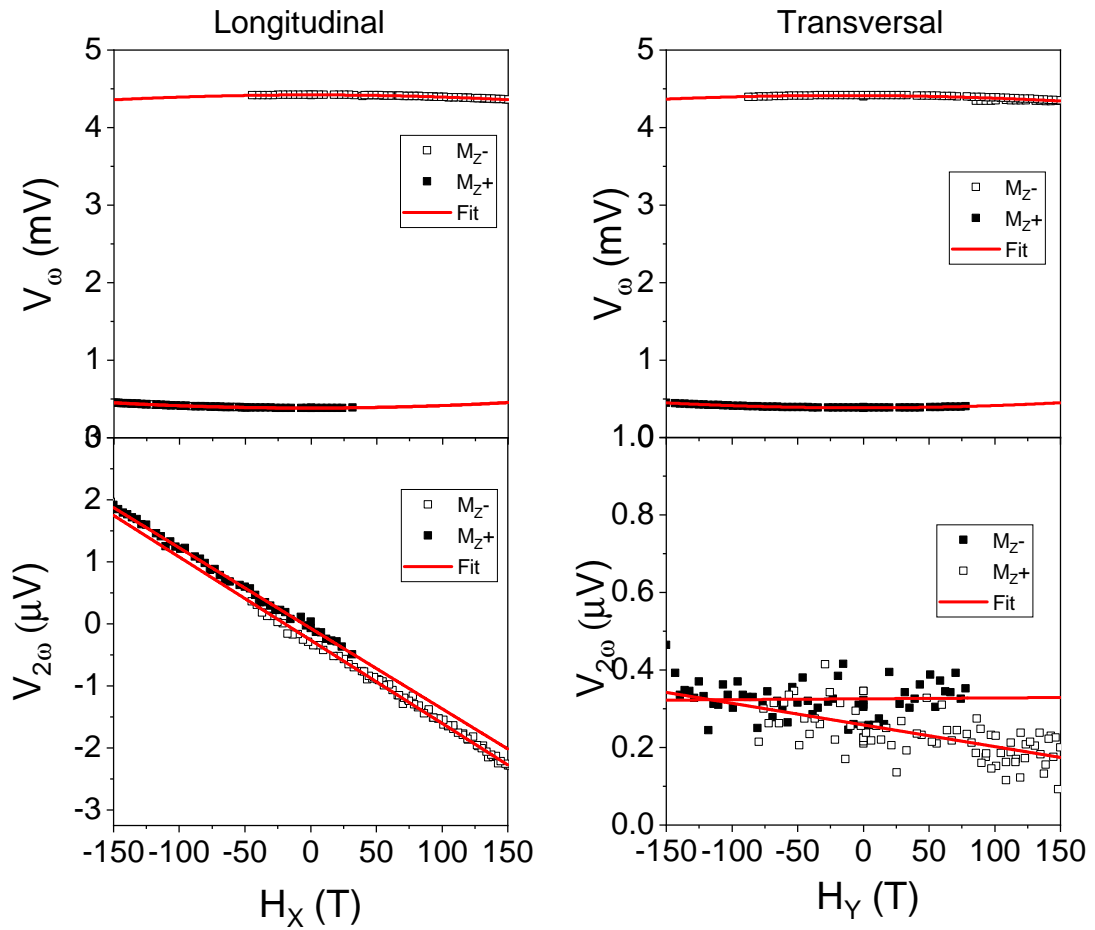 Longitudinal
Transversal
5
4
3
2
1
0
V_ω (mV)
M_Z-
M_Z+
Fit
5
4
3
2
1
0
V_ω (mV)
M_Z-
M_Z+
Fit
3
2
1
0
-1
-2
-3
V_2ω (μV)
M_Z-
M_Z+
Fit
-150 -100 -50 0 50 100 150
H_X (T)
1.0
0.8
0.6
0.4
0.2
0.0
V_2ω (μV)
M_Z-
M_Z+
Fit
-150 -100 -50 0 50 100 150
H_Y (T)